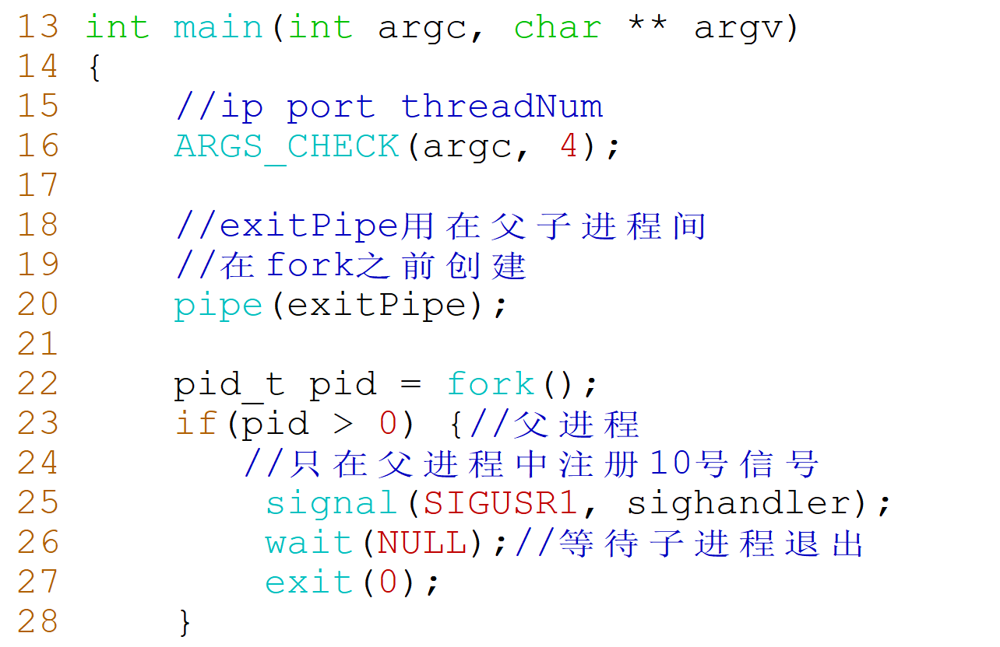 13 int main(int argc, char ** argv)
14 {
15     //ip port threadNum
16     ARGS_CHECK(argc, 4);
17
18     //exitPipe用在父子进程间
19     //在fork之前创建
20     pipe(exitPipe);
21
22     pid_t pid = fork();
23     if(pid > 0) {//父进程
24        //只在父进程中注册10号信号
25         signal(SIGUSR1, sighandler);
26         wait(NULL);//等待子进程退出
27         exit(0);
28     }